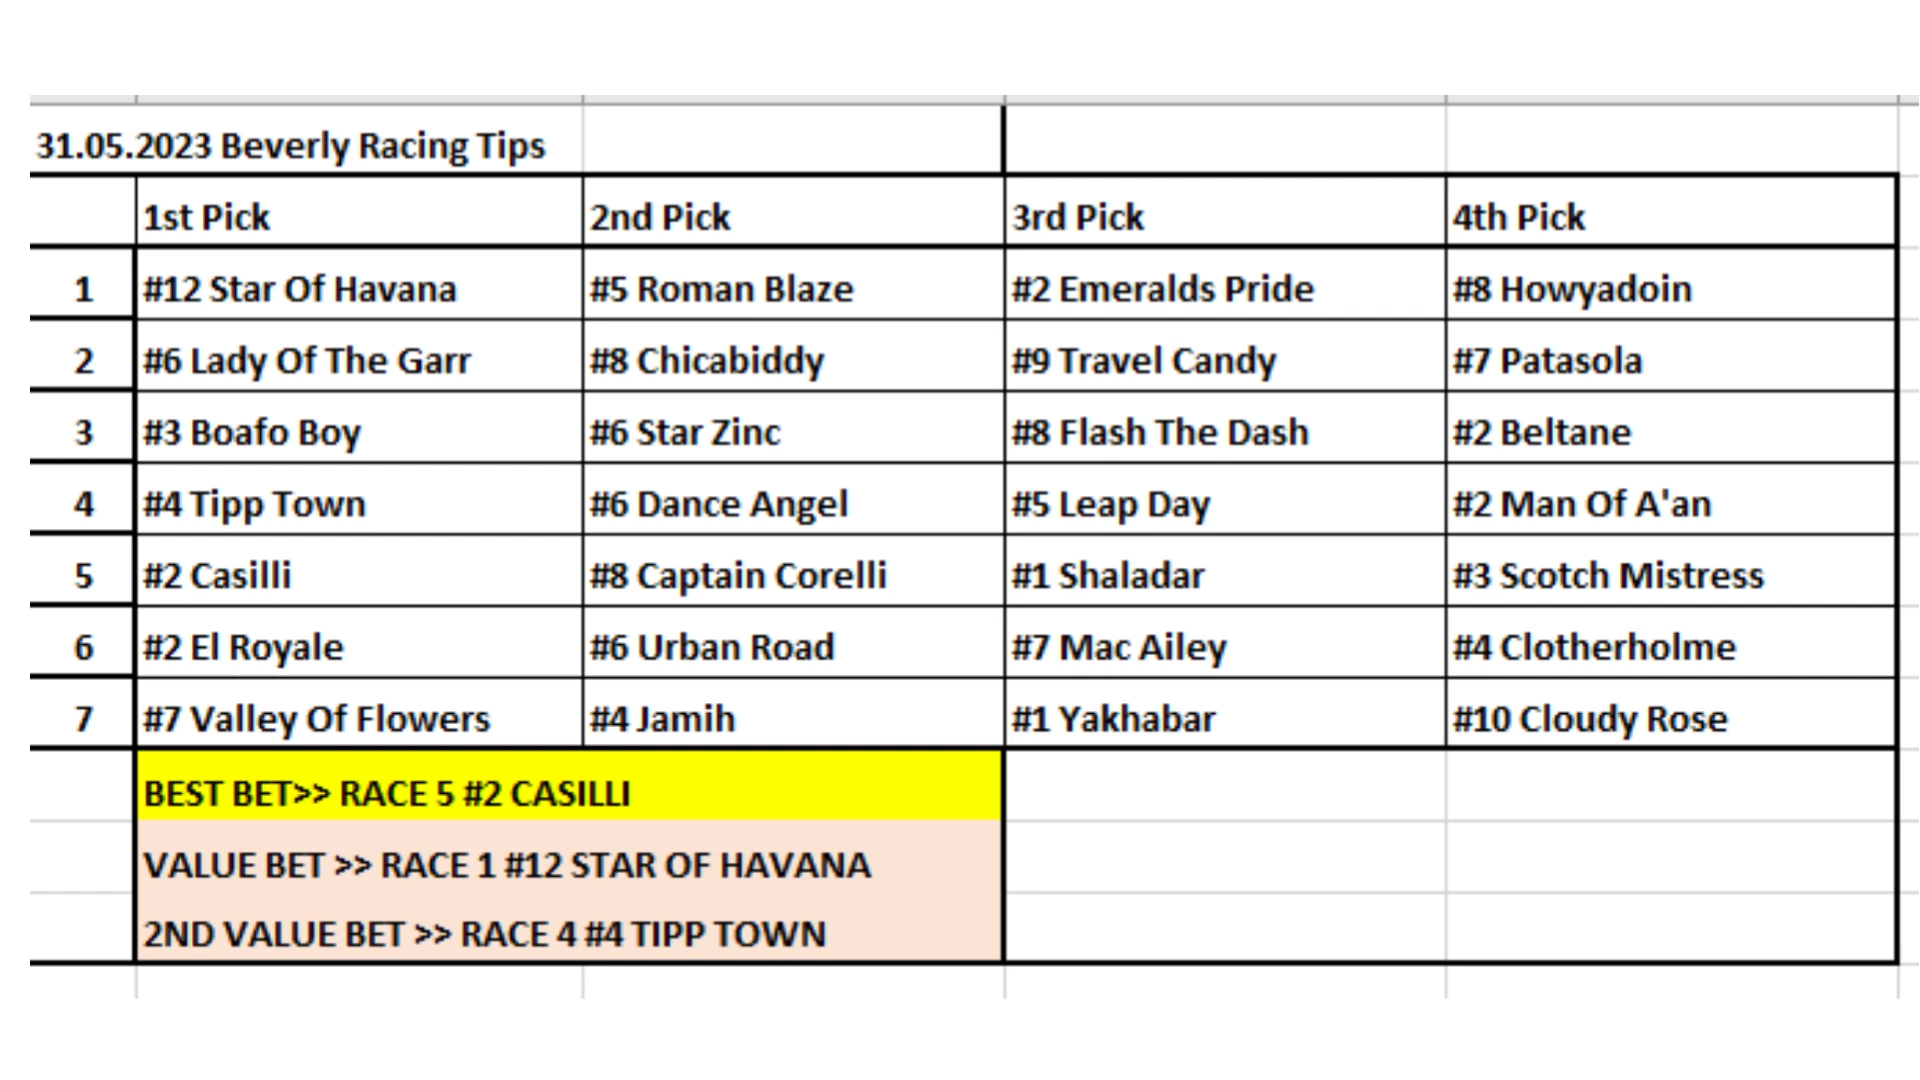 31.05.2023 Beverly Racing Tips
1st Pick 2nd Pick 3rd Pick 4th Pick
1 #12 Star Of Havana #5 Roman Blaze #2 Emeralds Pride #8 Howyadoin
2 #6 Lady Of The Garr #8 Chicabiddy #9 Travel Candy #7 Patasola
3 #3 Boafo Boy #6 Star Zinc #8 Flash The Dash #2 Beltane
4 #4 Tipp Town #6 Dance Angel #5 Leap Day #2 Man Of A'an
5 #2 Casilli #8 Captain Corelli #1 Shaladar #3 Scotch Mistress
6 #2 El Royale #6 Urban Road #7 Mac Ailey #4 Clotherholme
7 #7 Valley Of Flowers #4 Jamih #1 Yakhabar #10 Cloudy Rose
BEST BET>> RACE 5 #2 CASILLI
VALUE BET >> RACE 1 #12 STAR OF HAVANA
2ND VALUE BET >> RACE 4 #4 TIPP TOWN